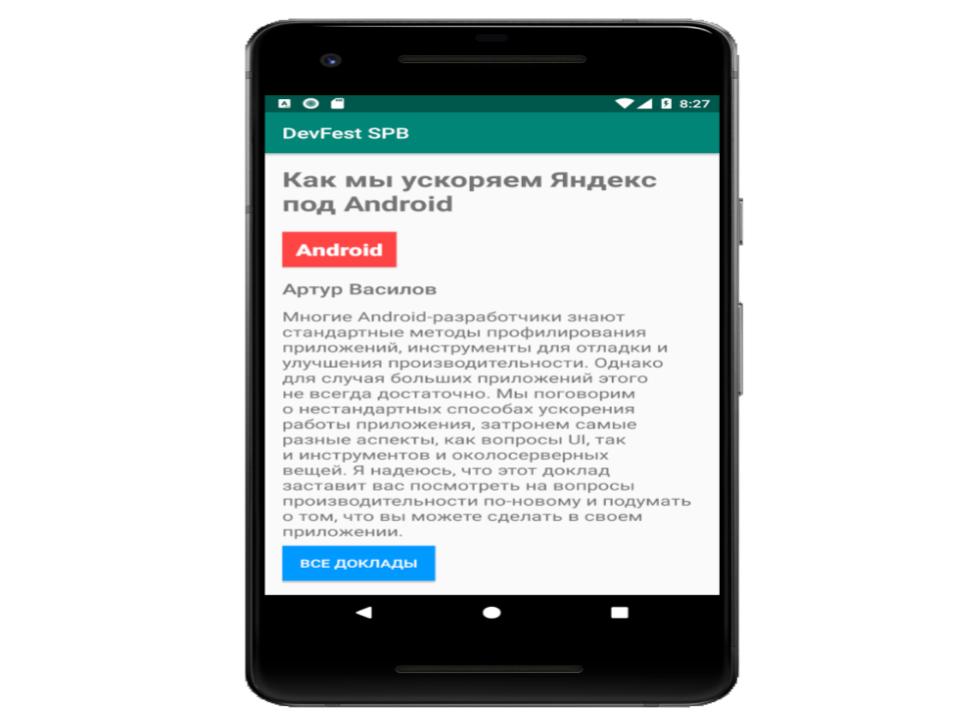 8:27
DevFest SPB
Как мы ускоряем Яндекс
под Android
Android
Артур Василов
Многие Android-разработчики знают
стандартные методы профилирования
приложений, инструменты для отладки и
улучшения производительности. Однако
для случая больших приложений этого
не всегда достаточно. Мы поговорим
о нестандартных способах ускорения
работы приложения, затронем самые
разные аспекты, как вопросы UI, так
и инструментов и околосерверных
вещей. Я надеюсь, что этот доклад
заставит вас посмотреть на вопросы
производительности по-новому и подумать
о том, что вы можете сделать в своем
приложении.
ВСЕ ДОКЛАДЫ